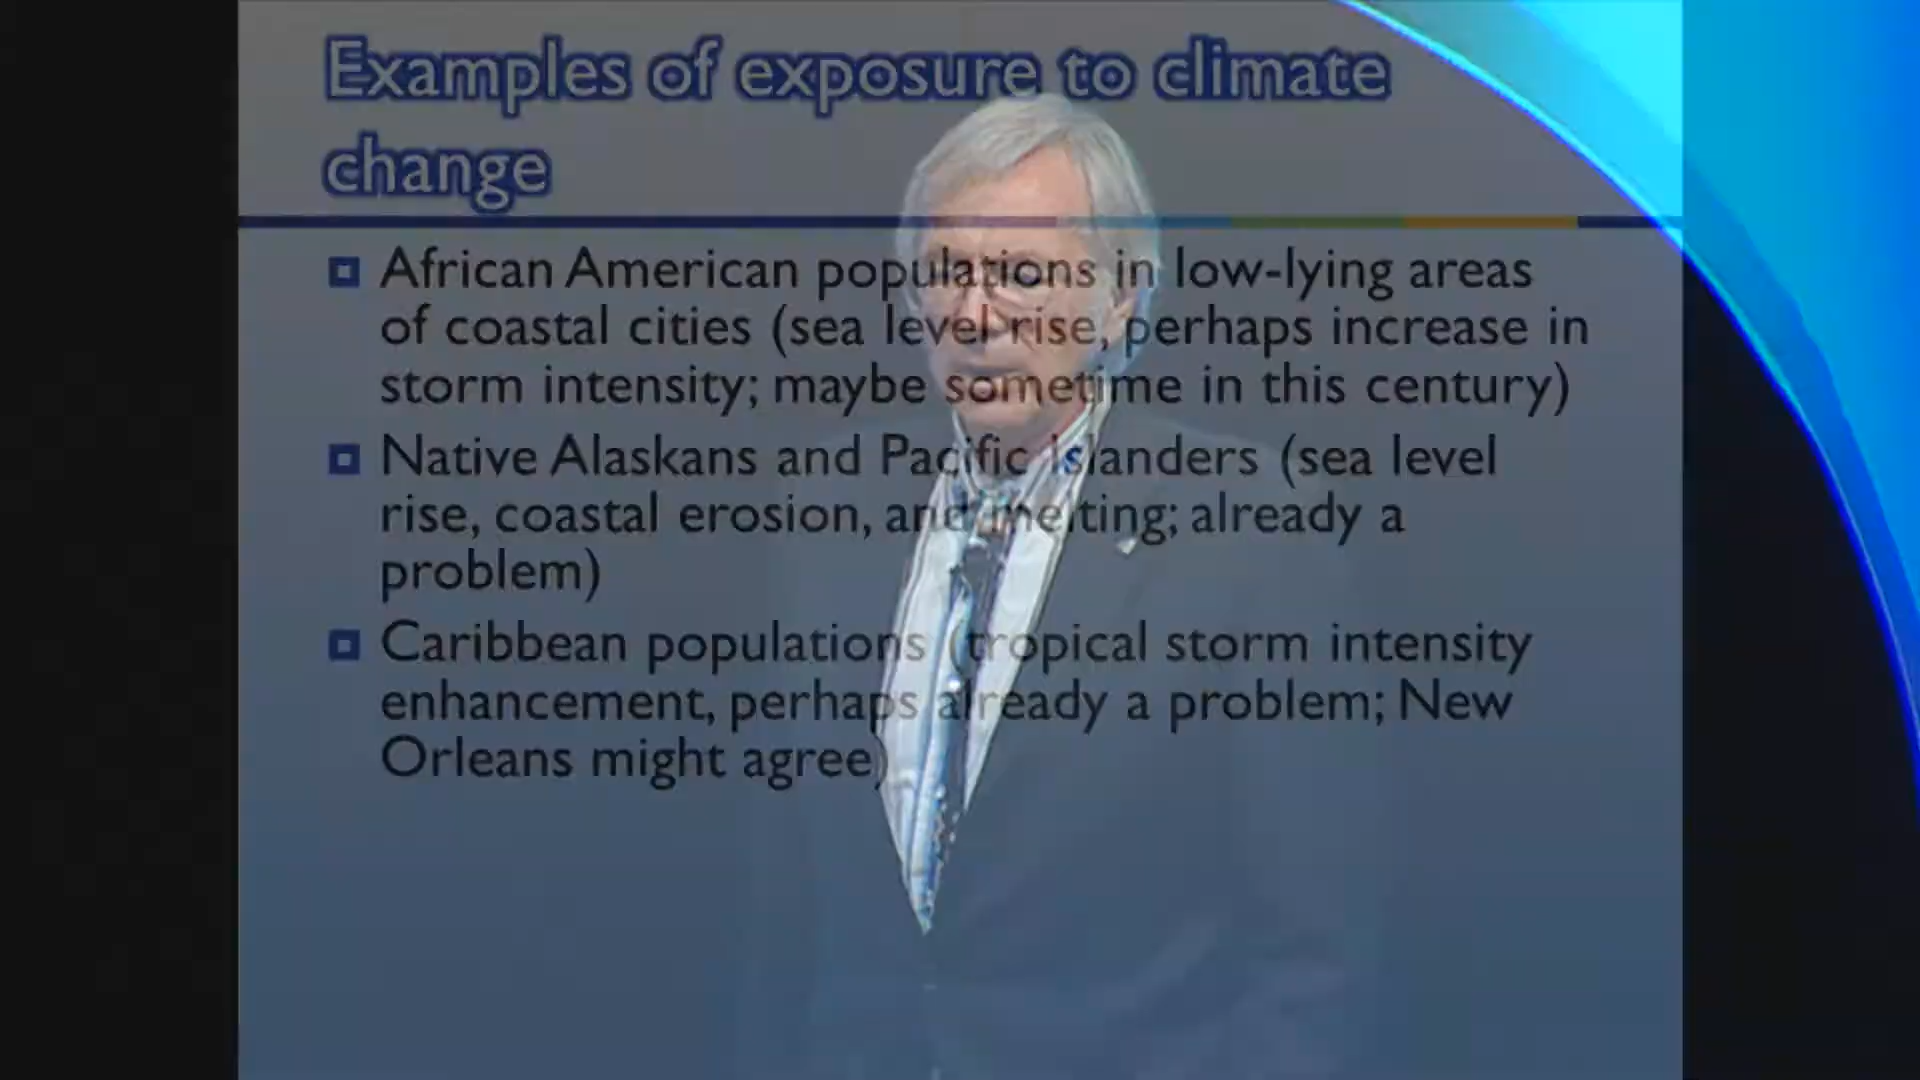 Examples of exposure to climate
change
African American populations in low-lying areas
of coastal cities (sea level rise, perhaps increase in
storm intensity; maybe sometime in this century)
Native Alaskans and Pacific Islanders (sea level
rise, coastal erosion, and melting; already a
problem)
Caribbean populations (tropical storm intensity
enhancement, perhaps already a problem; New
Orleans might agree)